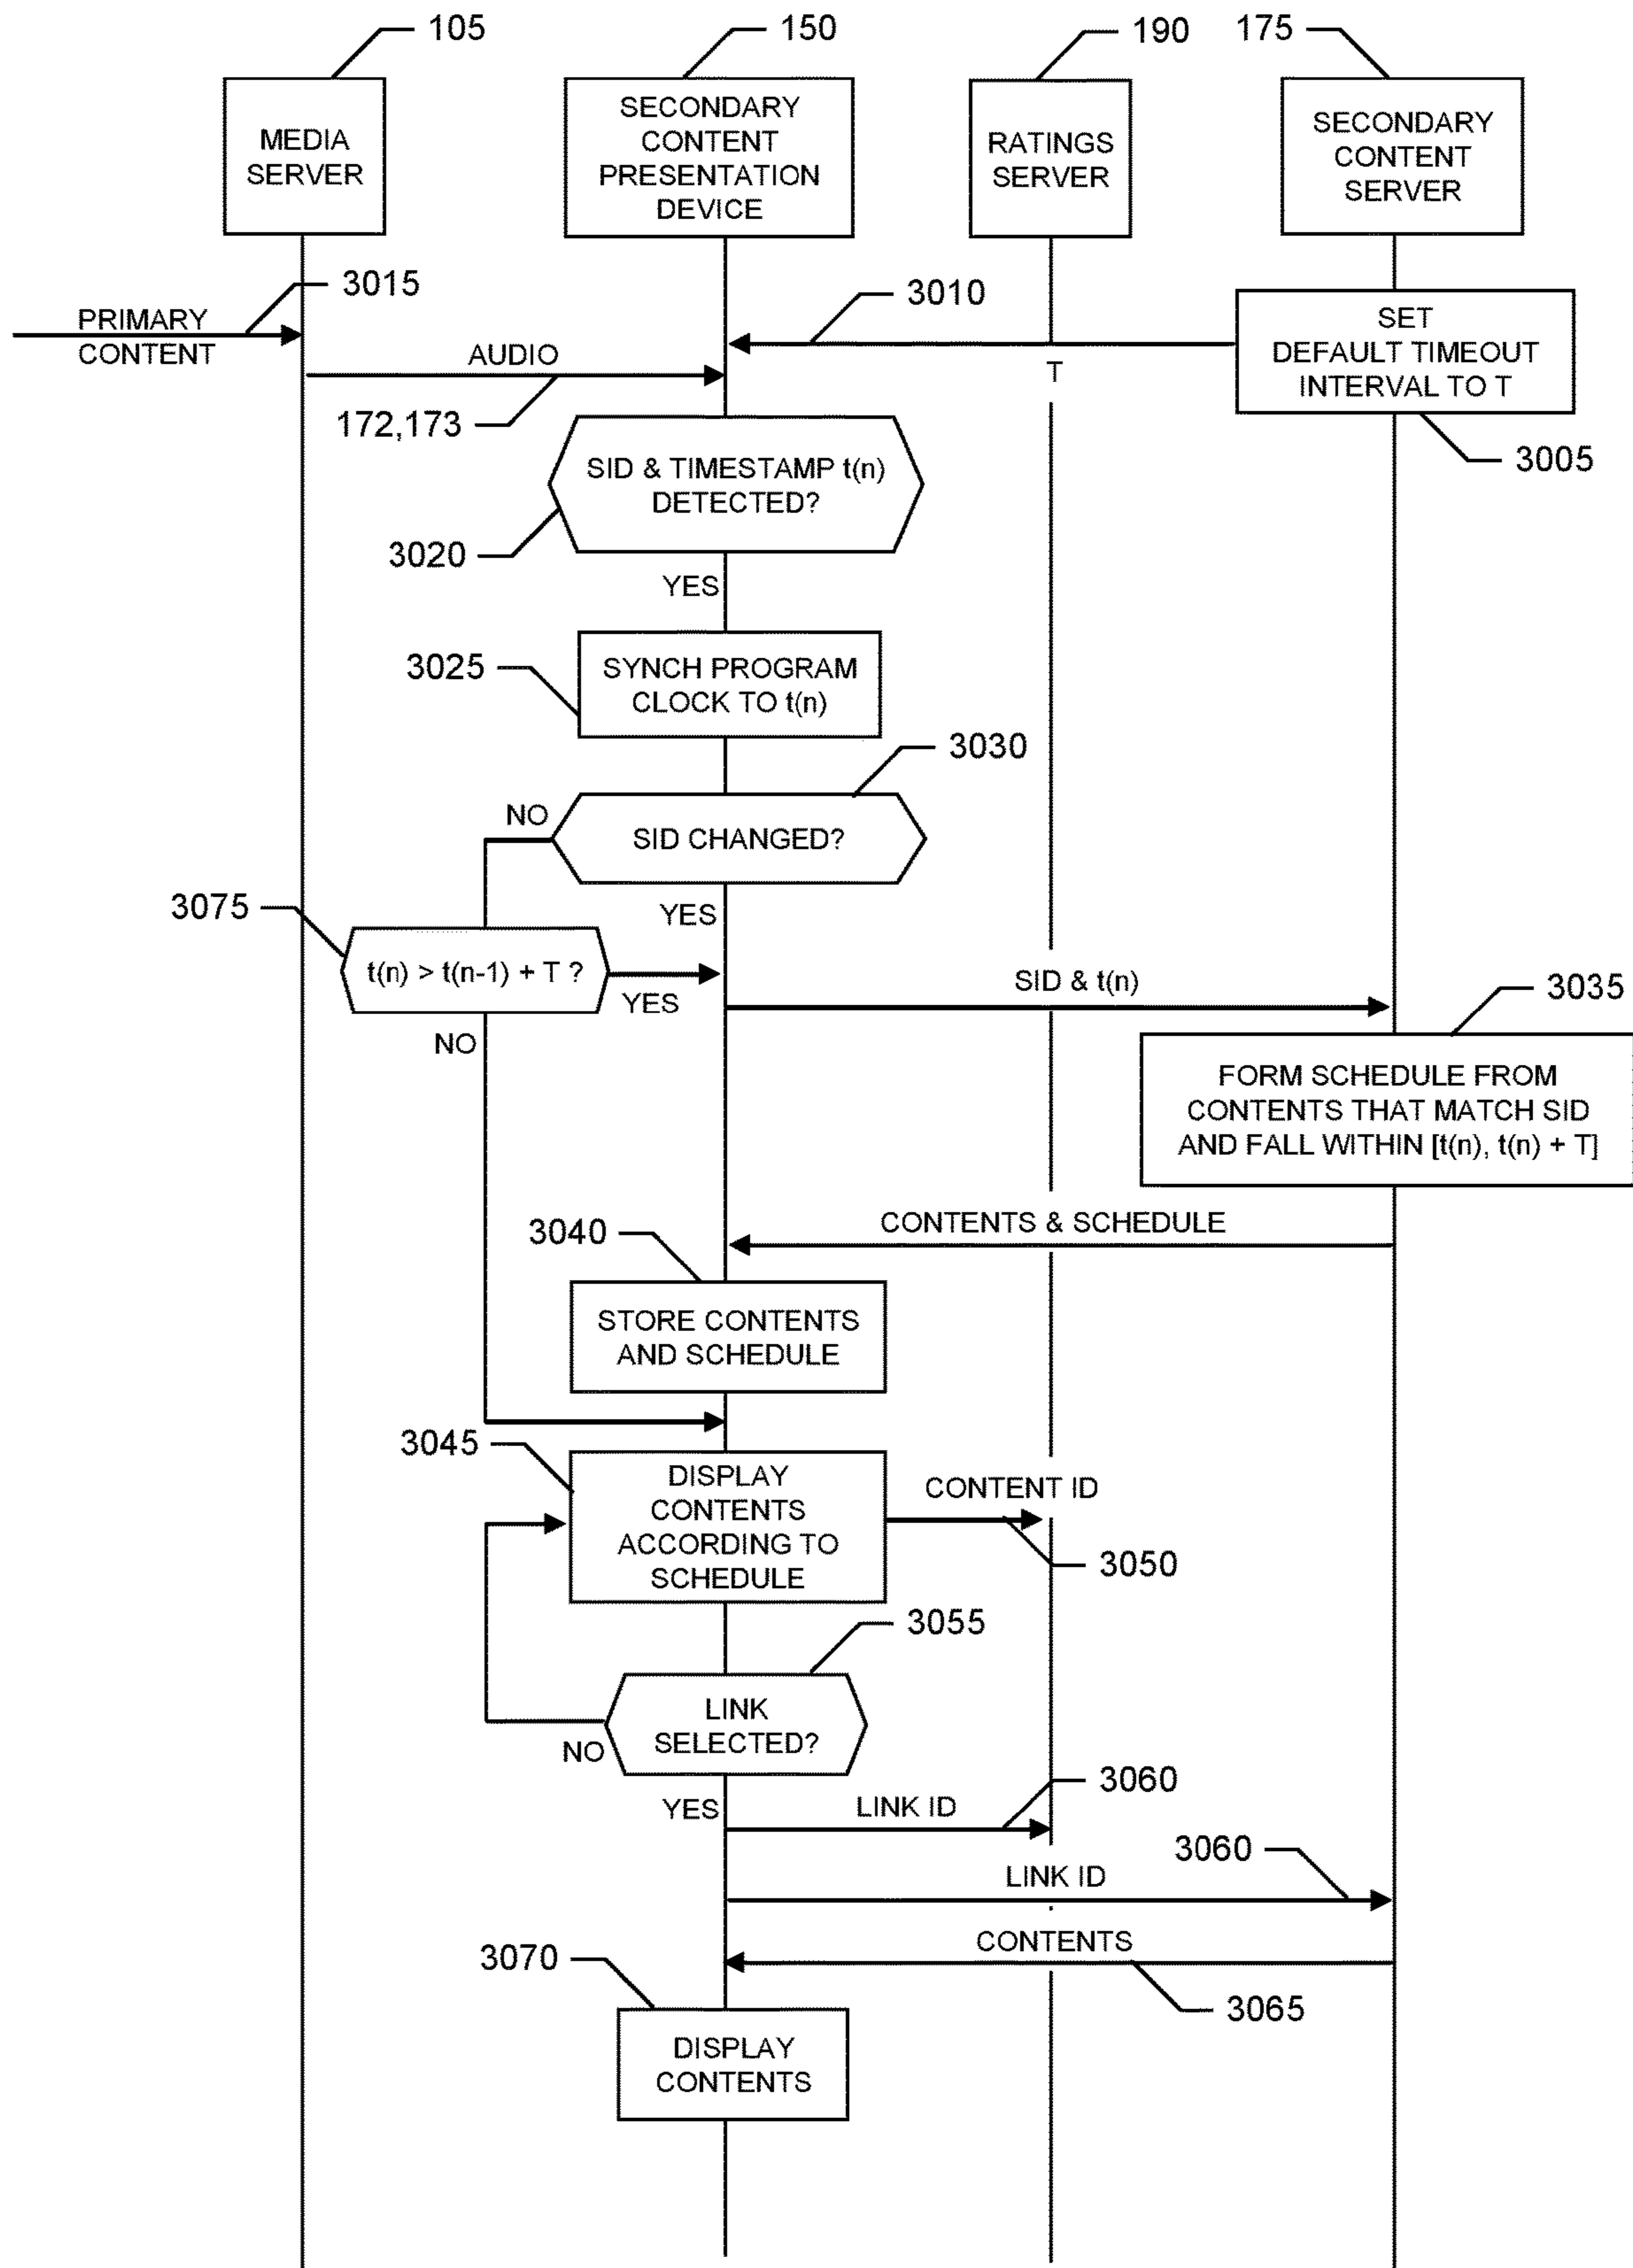 105
150
190
175
MEDIA
SERVER
SECONDARY
CONTENT
PRESENTATION
DEVICE
RATINGS
SERVER
SECONDARY
CONTENT
SERVER
3015
PRIMARY
CONTENT
3010
SET
DEFAULT TIMEOUT
INTERVAL TO T
AUDIO
T
172,173
3005
SID & TIMESTAMP t(n)
DETECTED?
3020
YES
3025
SYNCH PROGRAM
CLOCK TO t(n)
3030
NO
SID CHANGED?
3075
YES
t(n) > t(n-1) + T ?
YES
SID & t(n)
3035
NO
FORM SCHEDULE FROM
CONTENTS THAT MATCH SID
AND FALL WITHIN [t(n), t(n) + T]
CONTENTS & SCHEDULE
3040
STORE CONTENTS
AND SCHEDULE
3045
DISPLAY
CONTENTS
ACCORDING TO
SCHEDULE
CONTENT ID
3050
3055
LINK
SELECTED?
NO
3060
YES
LINK ID
3060
LINK ID
CONTENTS
3070
3065
DISPLAY
CONTENTS